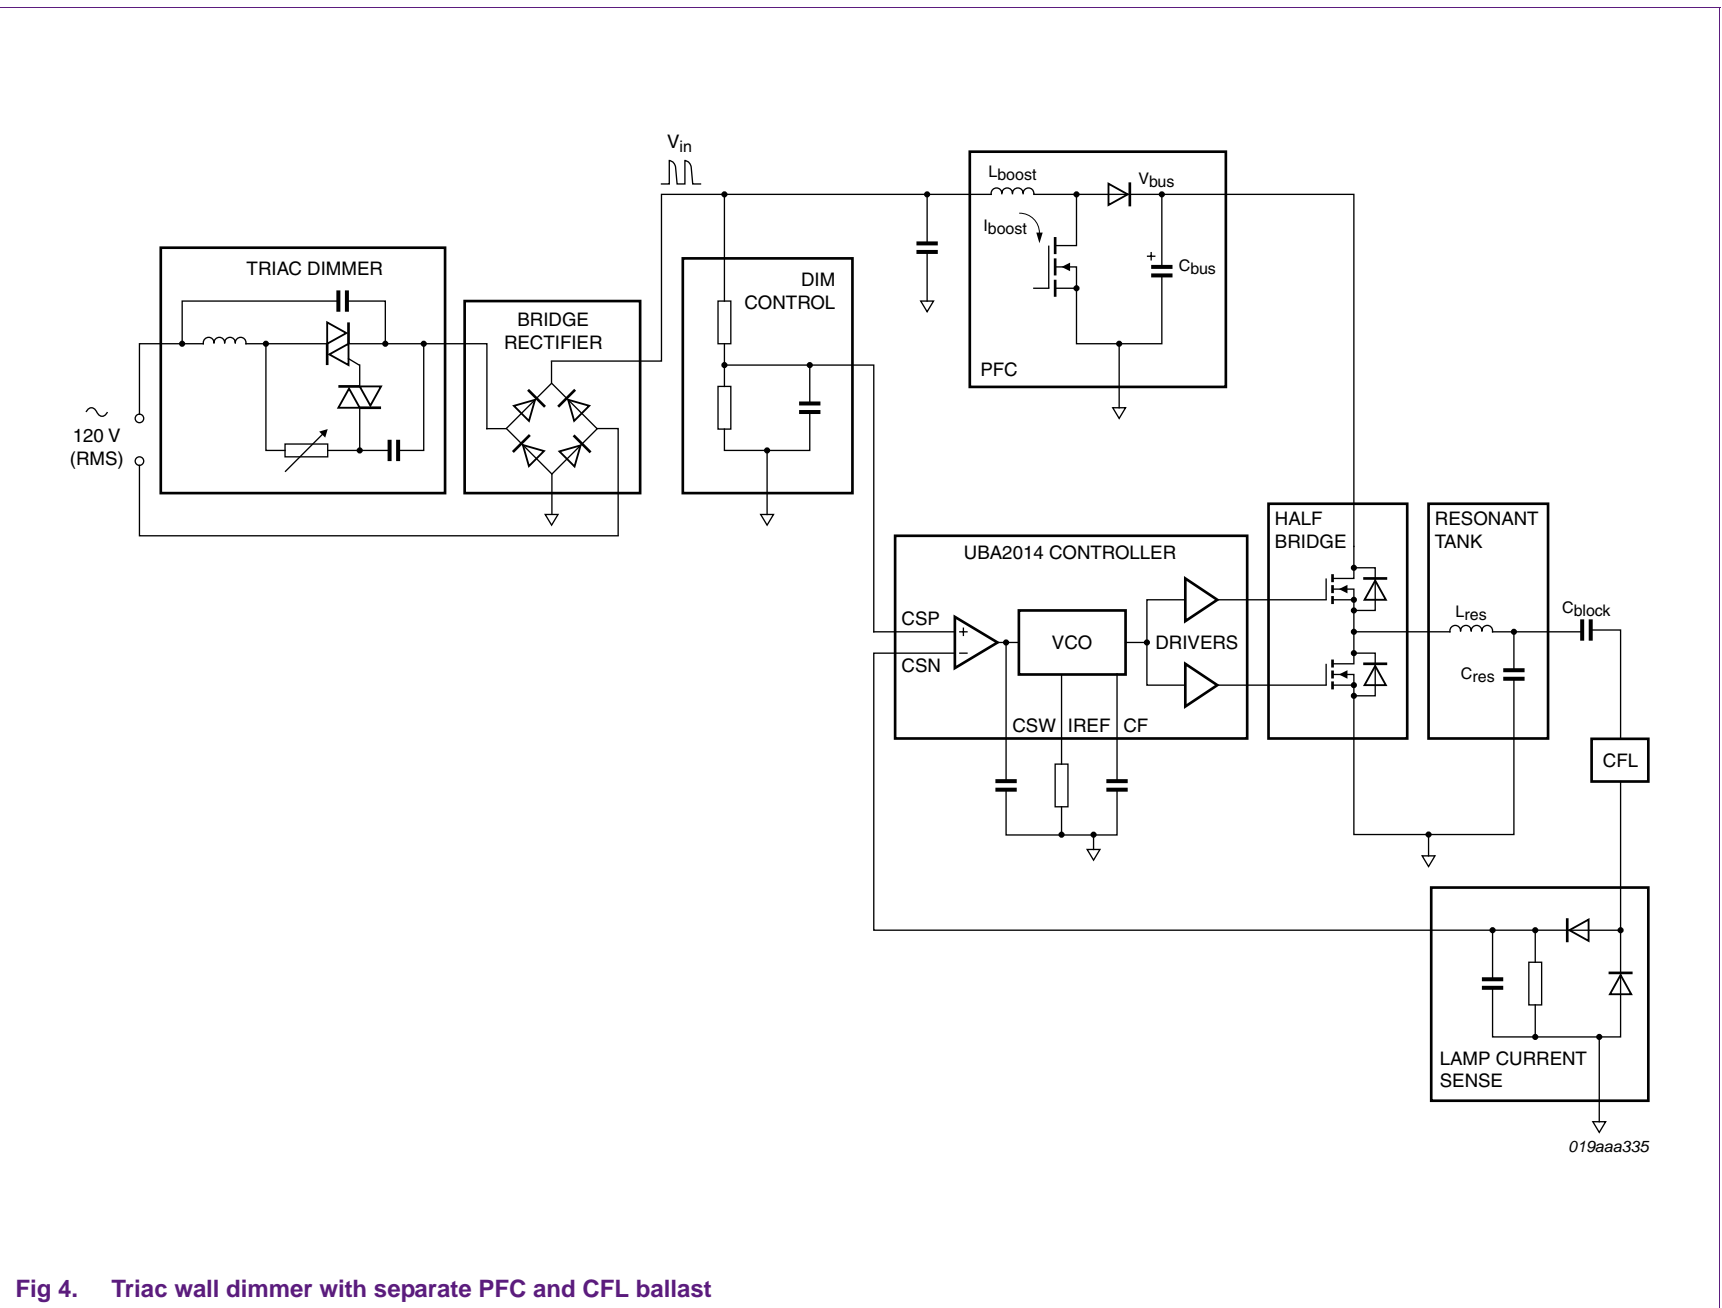 Vin
Lboost
Vbus
Iboost
+
Cbus
PFC
TRIAC DIMMER
BRIDGE
RECTIFIER
DIM
CONTROL
120 V
(RMS)
UBA2014 CONTROLLER
CSP
+
−
CSN
VCO
DRIVERS
CSW
IREF
CF
HALF
BRIDGE
RESONANT
TANK
Lres
Cres
Cblock
CFL
LAMP CURRENT
SENSE
019aaa335
Fig 4. Triac wall dimmer with separate PFC and CFL ballast